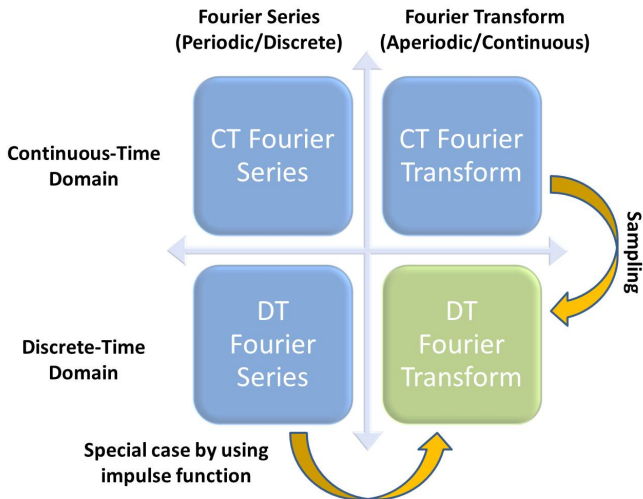 Fourier Series
(Periodic/Discrete)
Fourier Transform
(Aperiodic/Continuous)
Continuous-Time
Domain
CT Fourier
Series
CT Fourier
Transform
Sampling
Discrete-Time
Domain
DT
Fourier
Series
DT
Fourier
Transform
Special case by using
impulse function